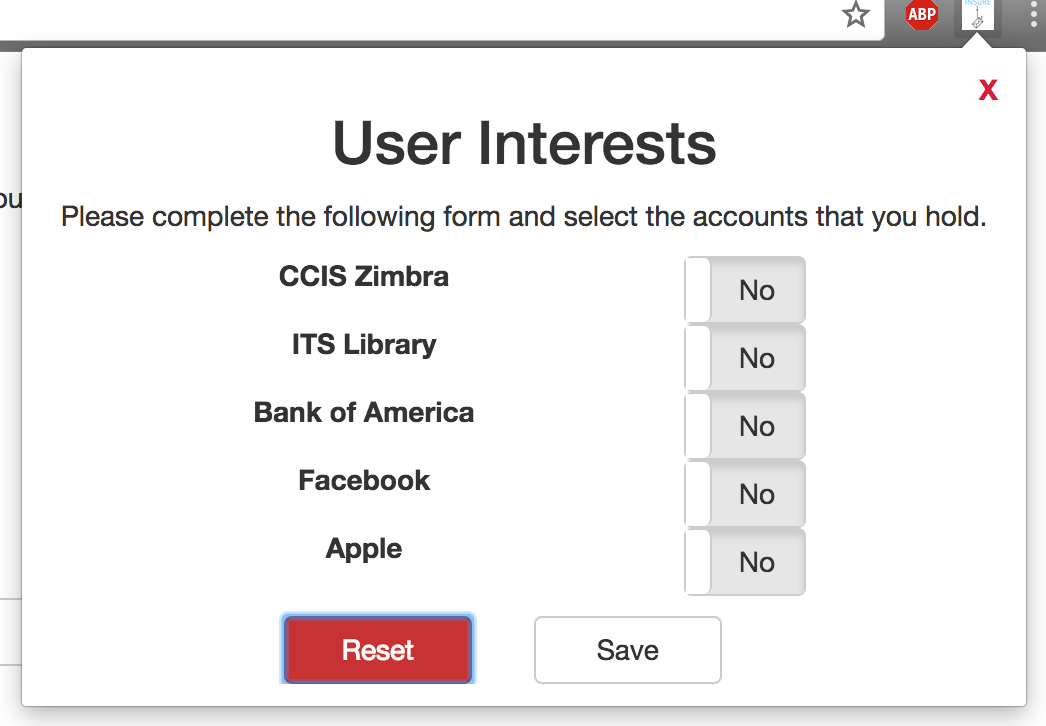 ABP
INSURE
X
User Interests
ou
Please complete the following form and select the accounts that you hold.
CCIS Zimbra No
ITS Library No
Bank of America No
Facebook No
Apple No
Reset Save